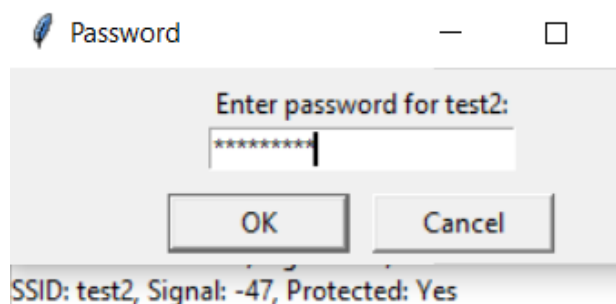 Password
Enter password for test2:
*********
OK Cancel
SSID: test2, Signal: -47, Protected: Yes